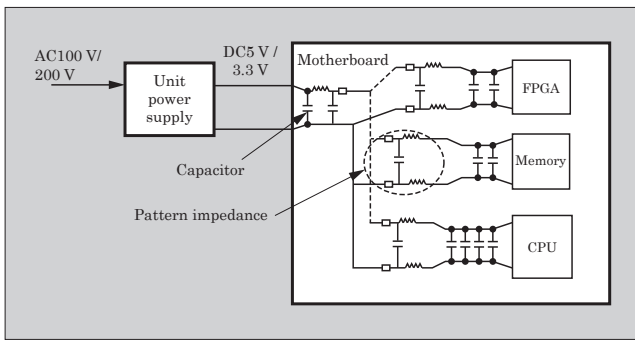 AC100 V/
200 V
Unit
power
supply
DC5 V /
3.3 V
Motherboard
FPGA
Memory
CPU
Capacitor
Pattern impedance